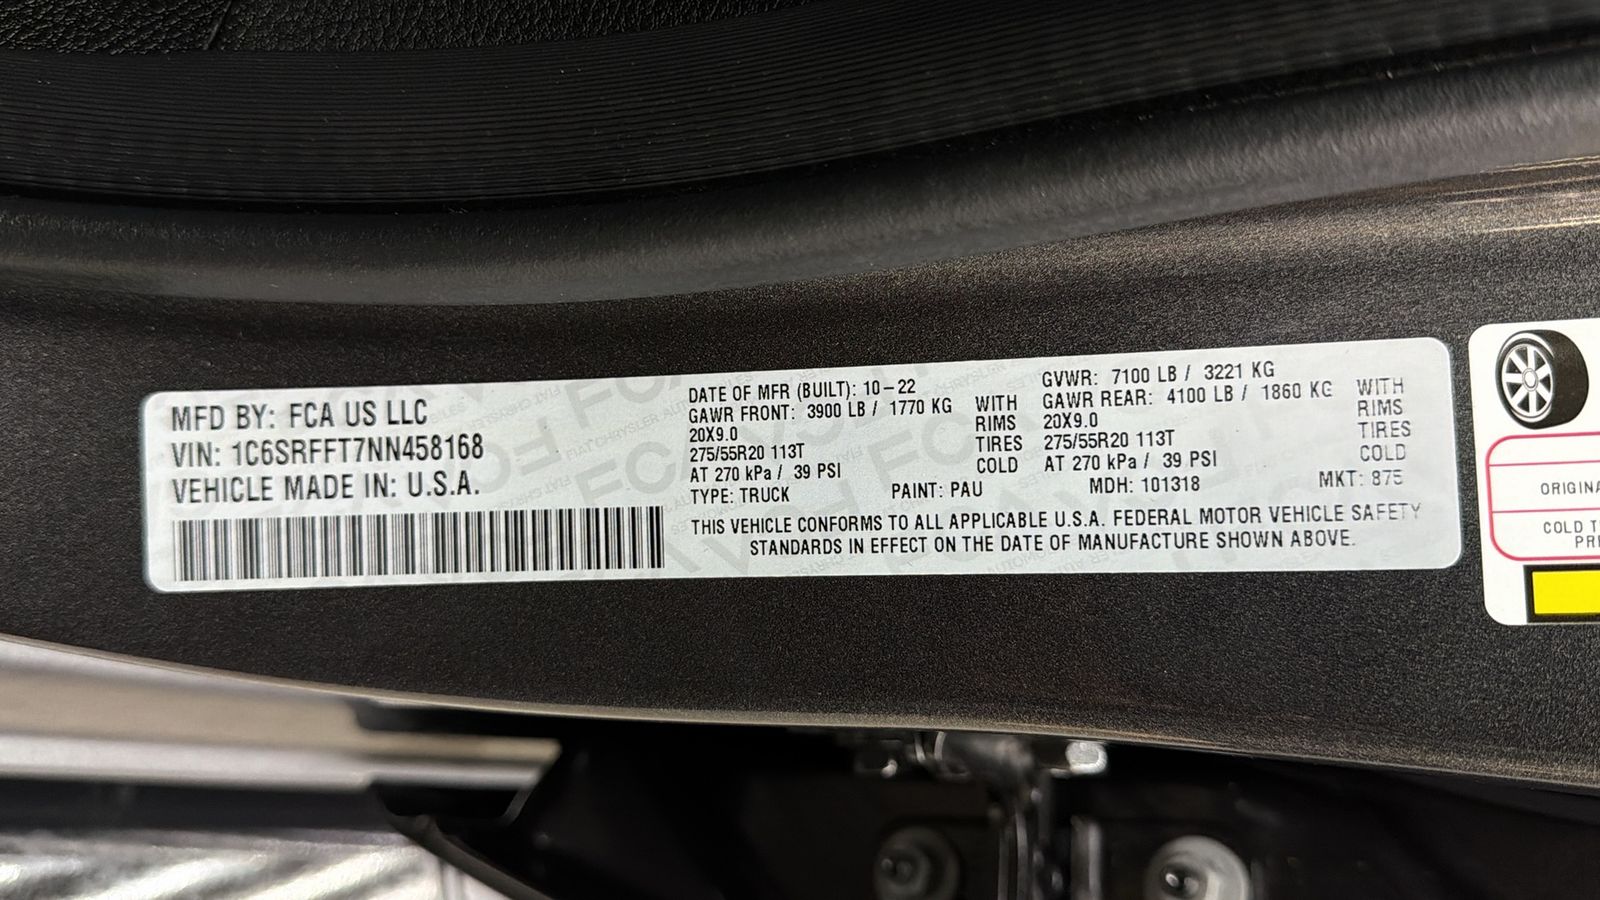 MFD BY: FCA US LLC
VIN: 1C6SRFFT7NN458168
VEHICLE MADE IN: U.S.A.
DATE OF MFR (BUILT): 10-22
GAWR FRONT: 3900 LB / 1770 KG WITH
20X9.0 RIMS
275/55R20 113T TIRES
AT 270 kPa / 39 PSI COLD
GVWR: 7100 LB / 3221 KG
GAWR REAR: 4100 LB / 1860 KG WITH
20X9.0 RIMS
275/55R20 113T TIRES
AT 270 kPa / 39 PSI COLD
TYPE: TRUCK PAINT: PAU MDH: 101318 MKT: 875
THIS VEHICLE CONFORMS TO ALL APPLICABLE U.S.A. FEDERAL MOTOR VEHICLE SAFETY
STANDARDS IN EFFECT ON THE DATE OF MANUFACTURE SHOWN ABOVE.
ORIGINA
COLD T
PRE